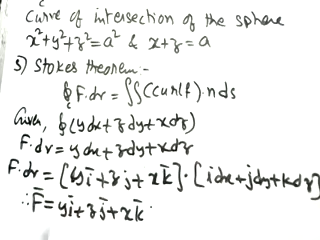 Curve of intersection of the sphere
x²+y²+z²=a² & x+z=a
5) Stokes theorem:-
∮F.dr = ∬(curl F).n ds
Given, ∮(ydx+zdy+xdz)
F.dr = ydx+zdy+xdz
F.dr = [yi̅+zj+xk̅]·[idx+jdy+kdz]
∴F̅=yi̅+zj̅+xk̅.